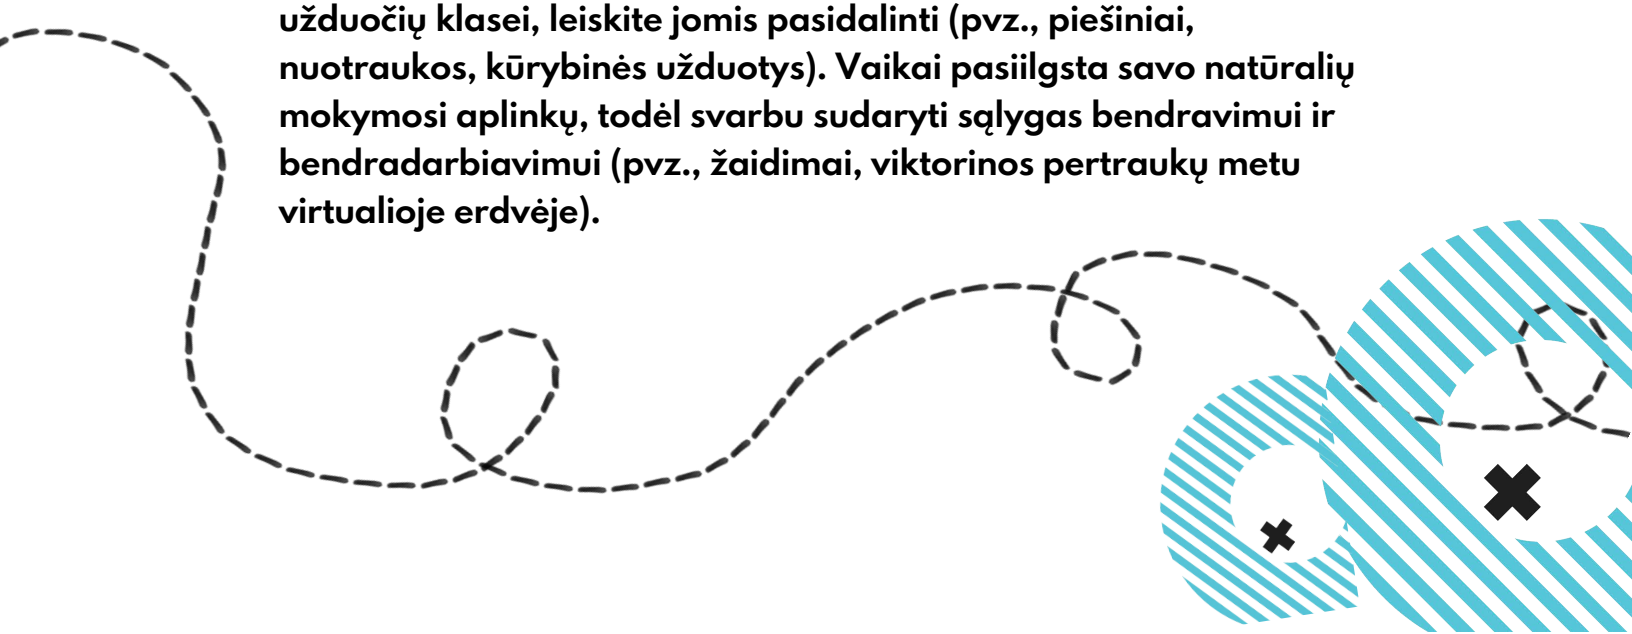 užduočių klasei, leiskite jomis pasidalinti (pvz., piešiniai,
nuotraukos, kūrybinės užduotys). Vaikai pasiilgsta savo natūralių
mokymosi aplinkų, todėl svarbu sudaryti sąlygas bendravimui ir
bendradarbiavimui (pvz., žaidimai, viktorinos pertraukų metu
virtualioje erdvėje).